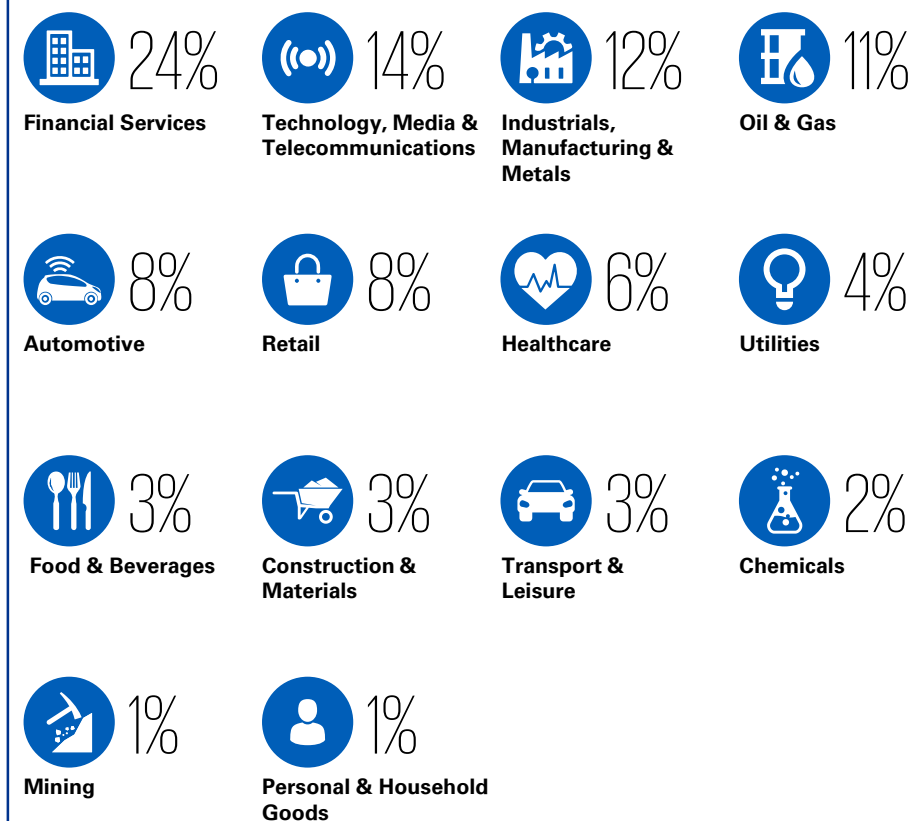 24%
Financial Services
14%
Technology, Media &
Telecommunications
12%
Industrials,
Manufacturing &
Metals
11%
Oil & Gas
8%
Automotive
8%
Retail
6%
Healthcare
4%
Utilities
3%
Food & Beverages
3%
Construction &
Materials
3%
Transport &
Leisure
2%
Chemicals
1%
Mining
1%
Personal & Household
Goods